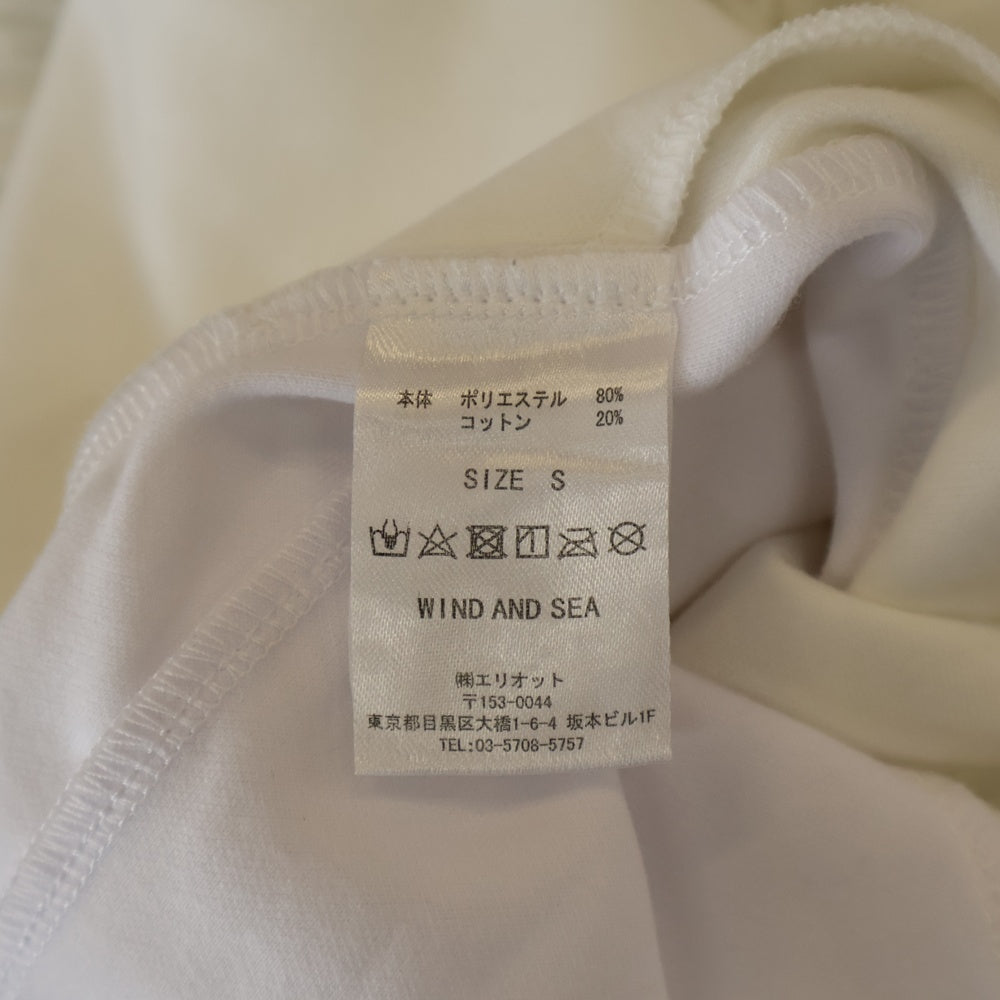 本体 ポリエステル 80%
コットン 20%
SIZE S
WIND AND SEA
㈱エリオット
〒153-0044
東京都目黒区大橋1-6-4 坂本ビル1F
TEL:03-5708-5757